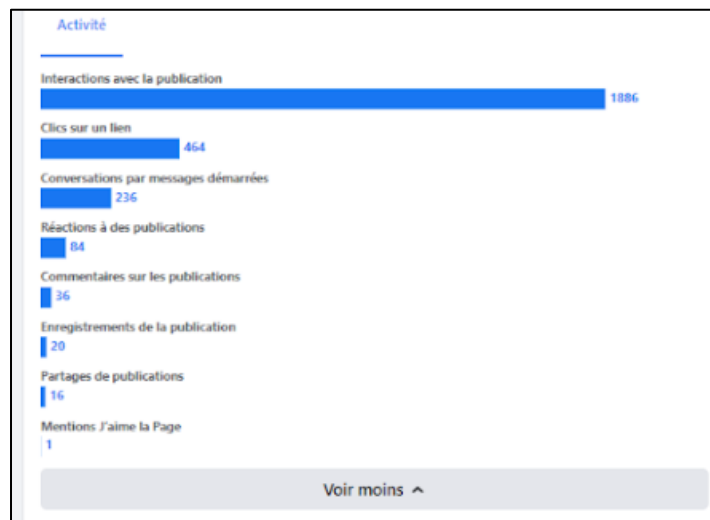 Activité
Interactions avec la publication
1886
Clics sur un lien
464
Conversations par messages démarrées
236
Réactions à des publications
84
Commentaires sur les publications
36
Enregistrements de la publication
20
Partages de publications
16
Mentions J'aime la Page
1
Voir moins